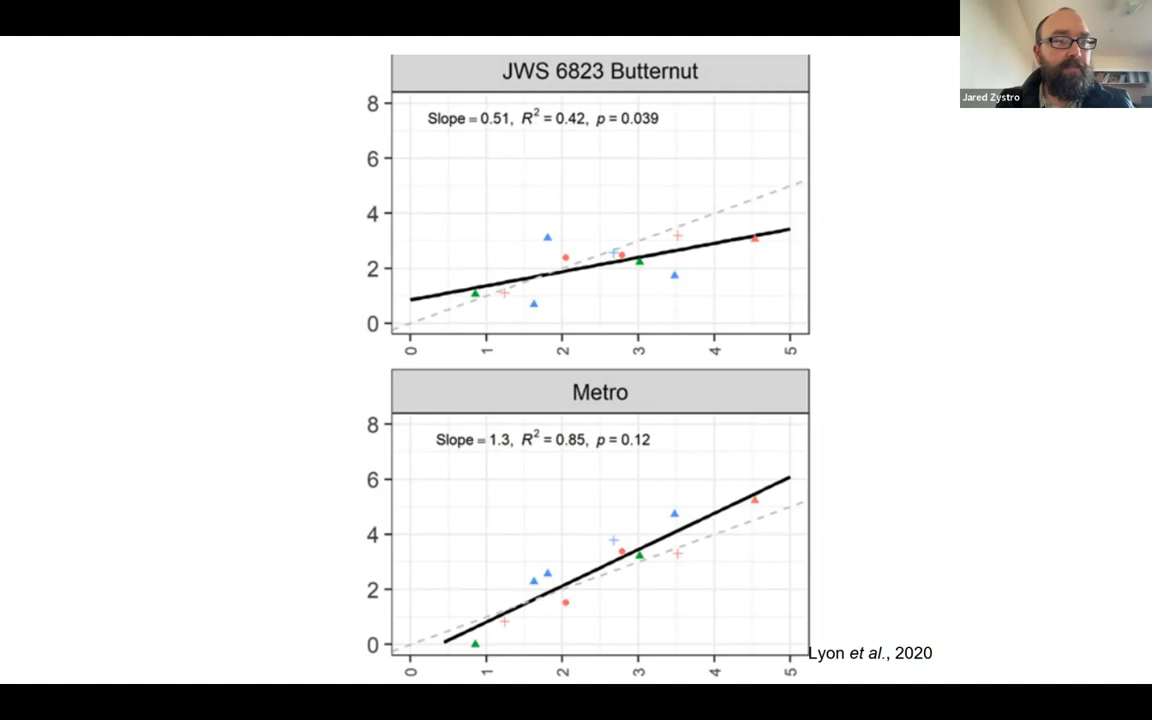 JWS 6823 Butternut
Slope = 0.51, R² = 0.42, p = 0.039
8
6
4
2
0
0 1 2 3 4 5
Metro
Slope = 1.3, R² = 0.85, p = 0.12
8
6
4
2
0
0 1 2 3 4 5
Lyon et al., 2020
Jared Zystro